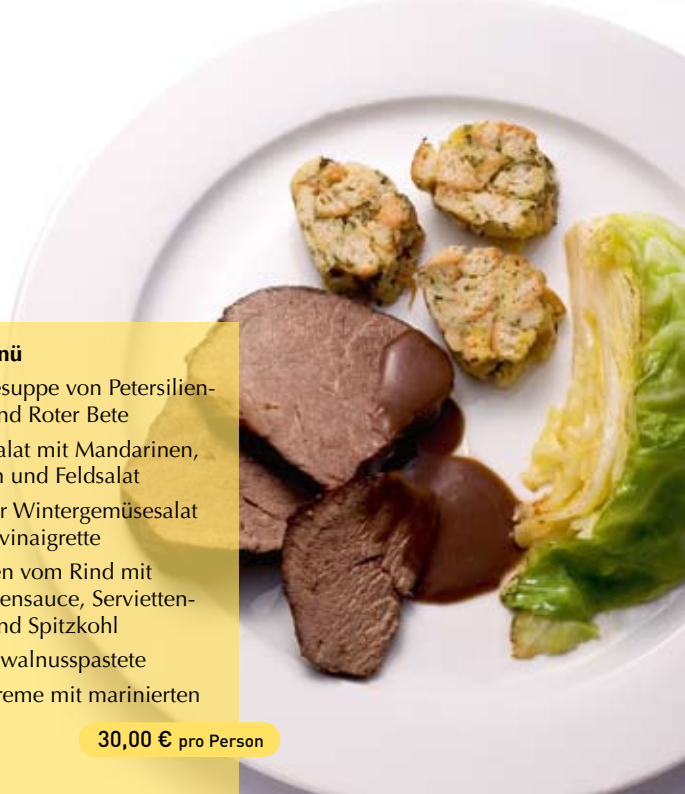 nü
esuppe von Petersilien-
nd Roter Bete
alat mit Mandarinen,
n und Feldsalat
r Wintergemüsesalat
vinaigrette
en vom Rind mit
ensauce, Servietten-
nd Spitzkohl
walnusspastete
reme mit marinierten
30,00 € pro Person